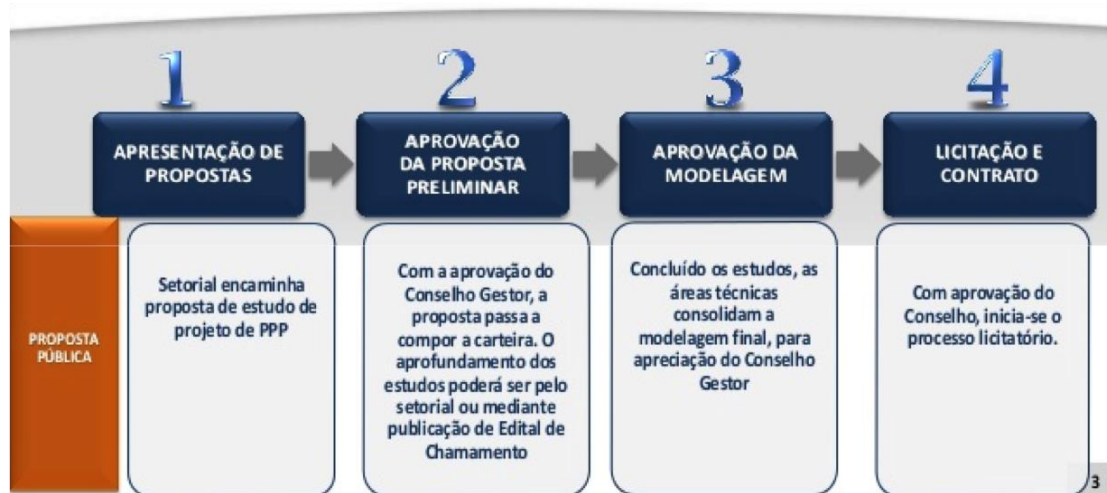 1
2
3
4
APRESENTAÇÃO DE
PROPOSTAS
APROVAÇÃO
DA PROPOSTA
PRELIMINAR
APROVAÇÃO DA
MODELAGEM
LICITAÇÃO E
CONTRATO
PROPOSTA
PÚBLICA
Setorial encaminha
proposta de estudo de
projeto de PPP
Com a aprovação do
Conselho Gestor, a
proposta passa a
compor a carteira. O
aprofundamento dos
estudos poderá ser pelo
setorial ou mediante
publicação de Edital de
Chamamento
Concluído os estudos, as
áreas técnicas
consolidam a
modelagem final, para
apreciação do Conselho
Gestor
Com aprovação do
Conselho, inicia-se o
processo licitatório.
3